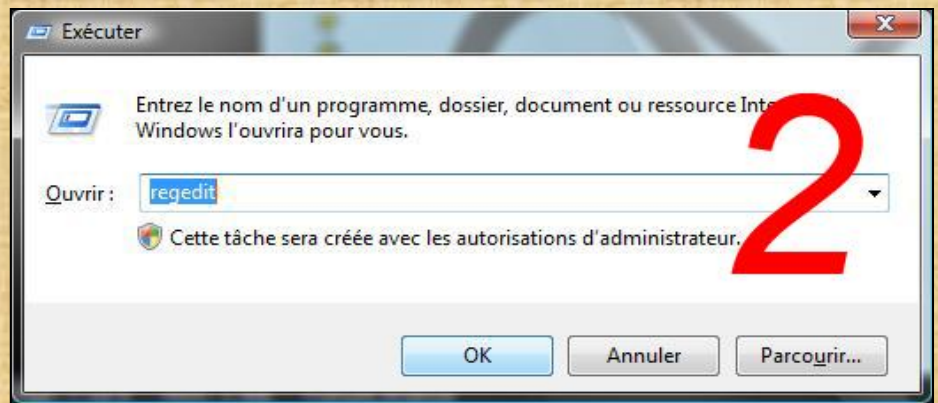 Exécuter
Entrez le nom d'un programme, dossier, document ou ressource
Windows l'ouvrira pour vous.
Ouvrir : regedit
Cette tâche sera créée avec les autorisations d'administrateur.
2
OK Annuler Parcourir...